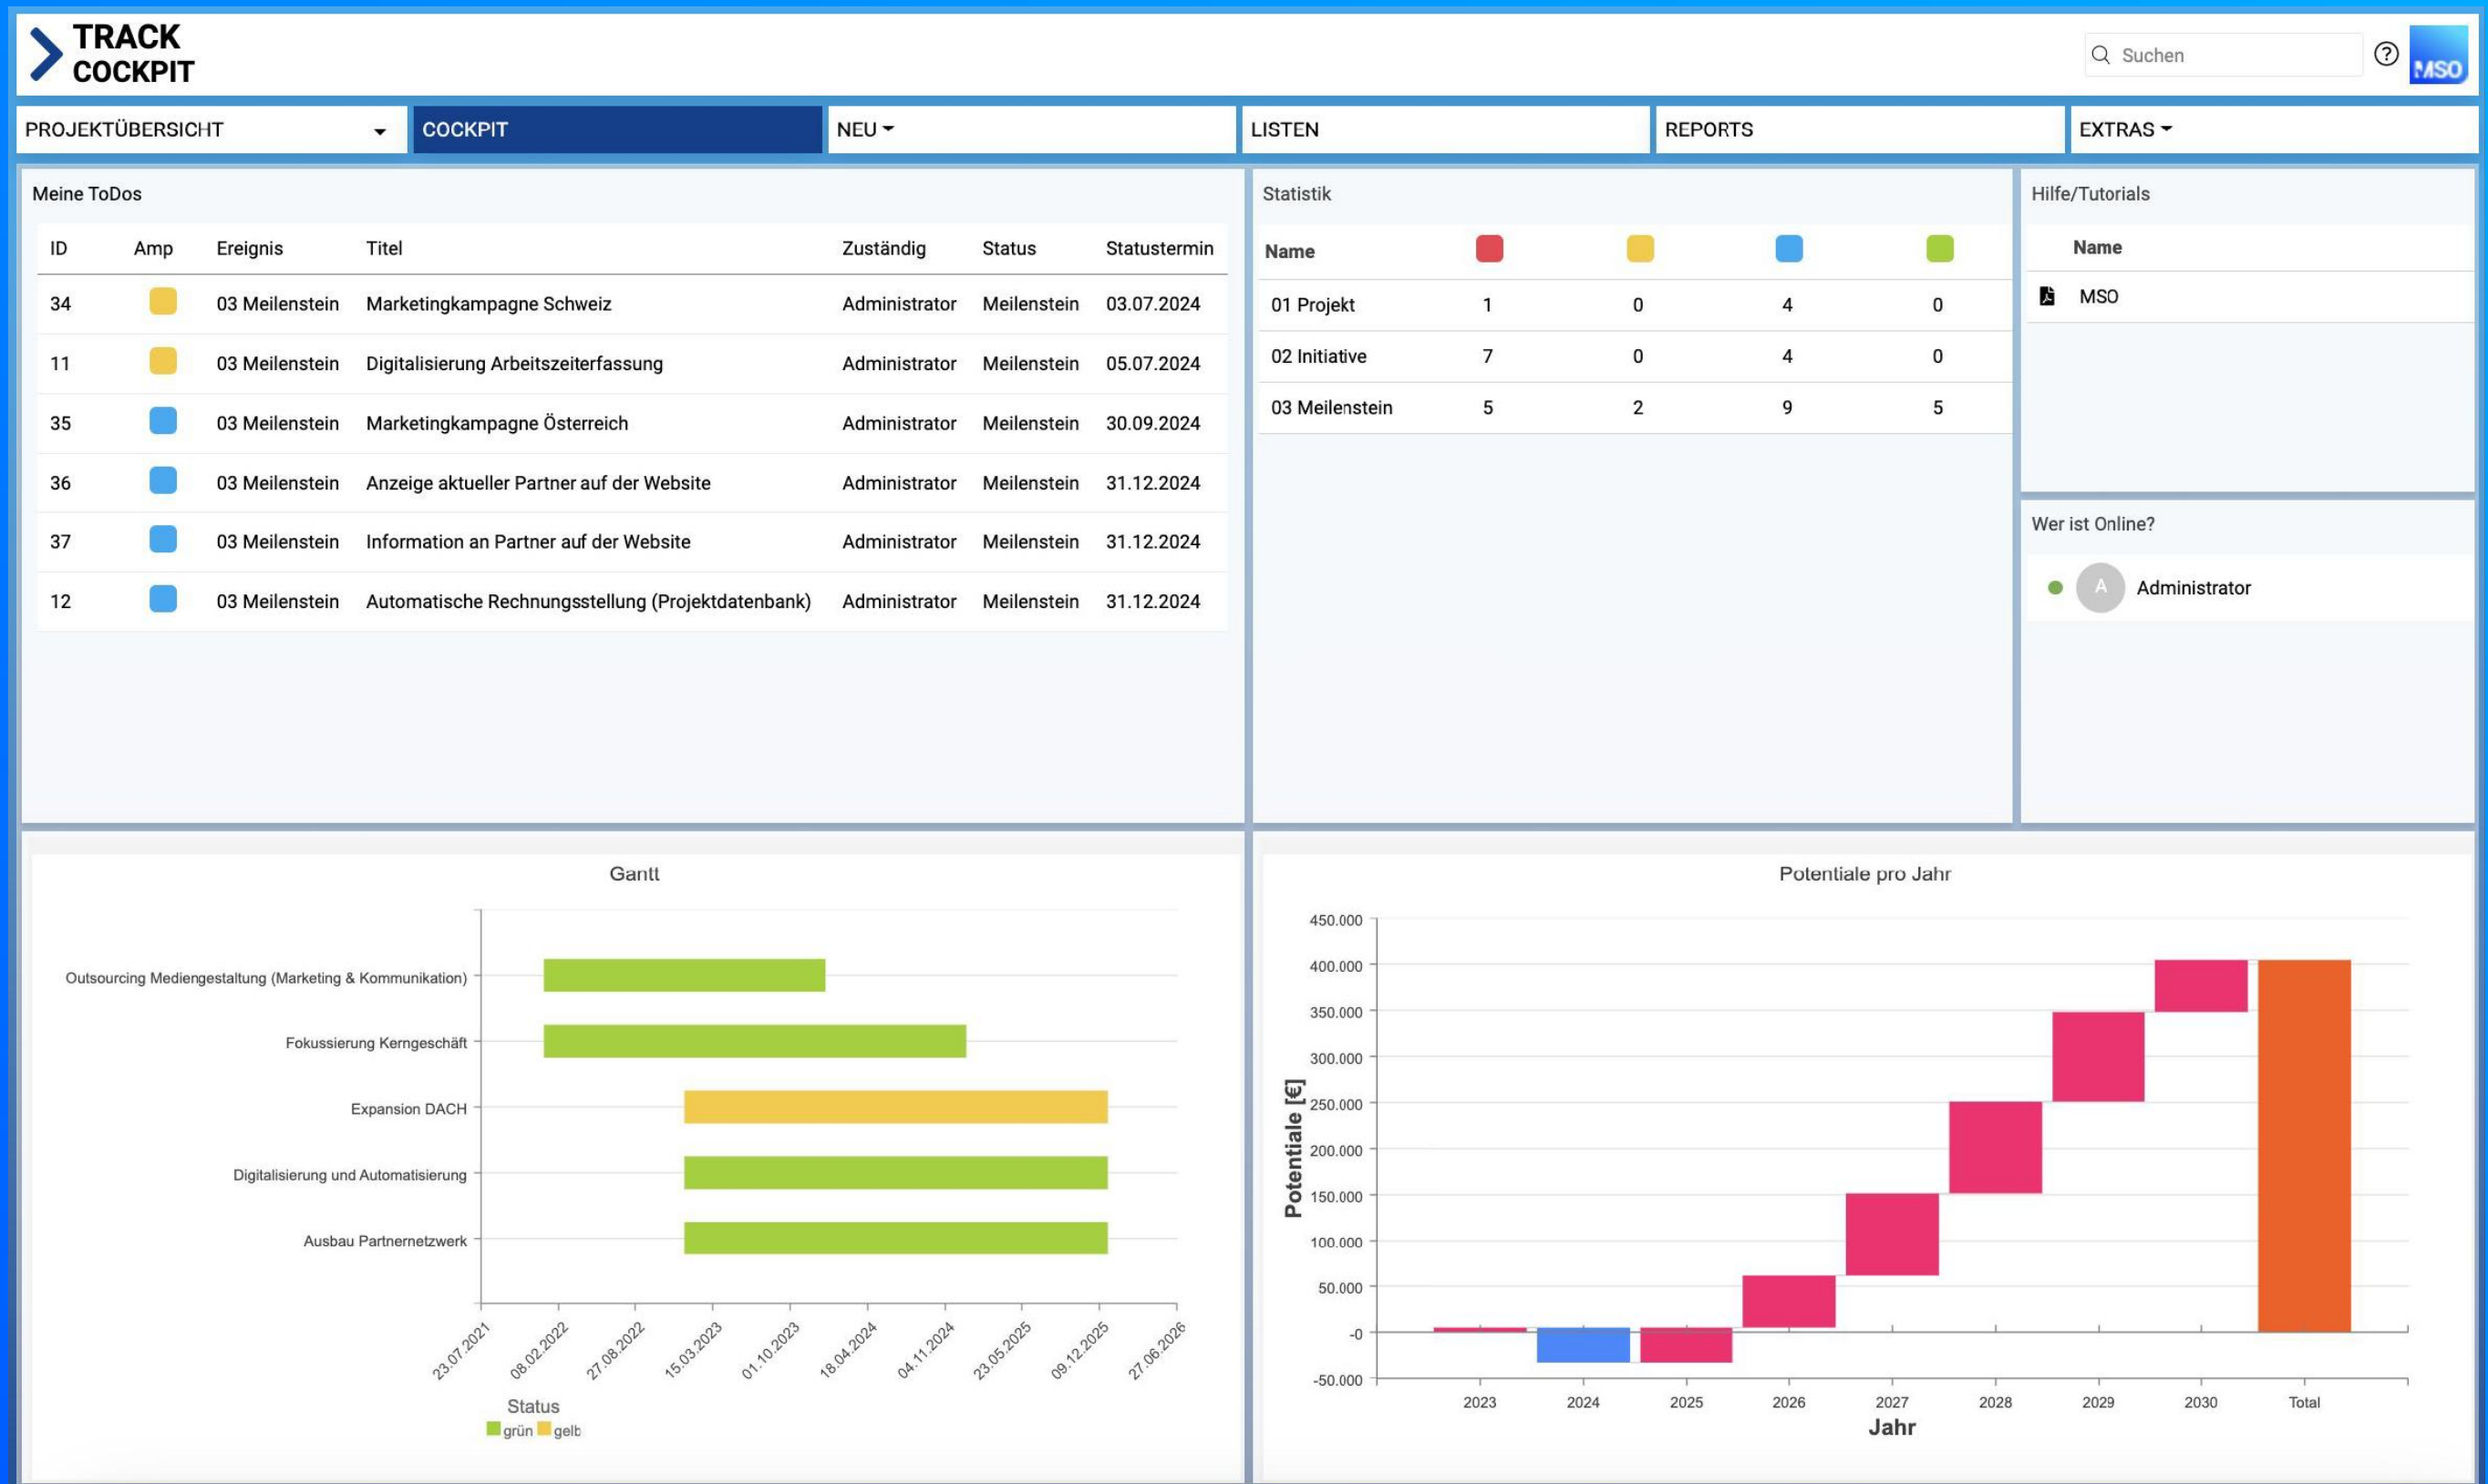 TRACK
COCKPIT
Suchen
MSO
PROJEKTÜBERSICHT
COCKPIT
NEU
LISTEN
REPORTS
EXTRAS
Meine ToDos
ID Amp Ereignis Titel Zuständig Status Statustermin
34 03 Meilenstein Marketingkampagne Schweiz Administrator Meilenstein 03.07.2024
11 03 Meilenstein Digitalisierung Arbeitszeiterfassung Administrator Meilenstein 05.07.2024
35 03 Meilenstein Marketingkampagne Österreich Administrator Meilenstein 30.09.2024
36 03 Meilenstein Anzeige aktueller Partner auf der Website Administrator Meilenstein 31.12.2024
37 03 Meilenstein Information an Partner auf der Website Administrator Meilenstein 31.12.2024
12 03 Meilenstein Automatische Rechnungsstellung (Projektdatenbank) Administrator Meilenstein 31.12.2024
Statistik
Name
01 Projekt 1 0 4 0
02 Initiative 7 0 4 0
03 Meilenstein 5 2 9 5
Hilfe/Tutorials
Name
MSO
Wer ist Online?
A Administrator
Gantt
Outsourcing Mediengestaltung (Marketing & Kommunikation)
Fokussierung Kerngeschäft
Expansion DACH
Digitalisierung und Automatisierung
Ausbau Partnernetzwerk
23.07.2021 08.02.2022 27.08.2022 15.03.2023 01.10.2023 18.04.2024 04.11.2024 23.05.2025 09.12.2025 27.06.2026
Status
grün gelb
Potentiale pro Jahr
Potentiale [€]
450.000
400.000
350.000
300.000
250.000
200.000
150.000
100.000
50.000
-0
-50.000
2023 2024 2025 2026 2027 2028 2029 2030 Total
Jahr